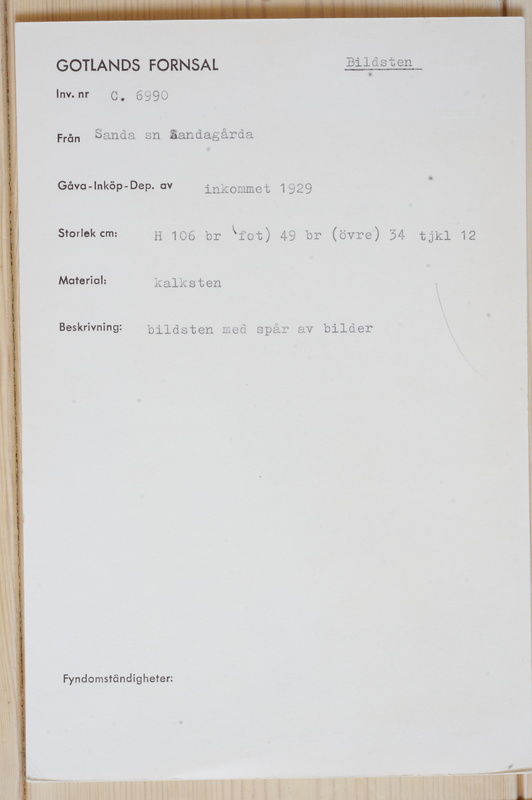 GOTLANDS FORNSAL Bildsten
Inv. nr C. 6990
Från Sanda sn Sandagårda
Gåva-Inköp-Dep. av inkommet 1929
Storlek cm: H 106 br (fot) 49 br (övre) 34 tjkl 12
Material: kalksten
Beskrivning: bildsten med spår av bilder
Fyndomständigheter: